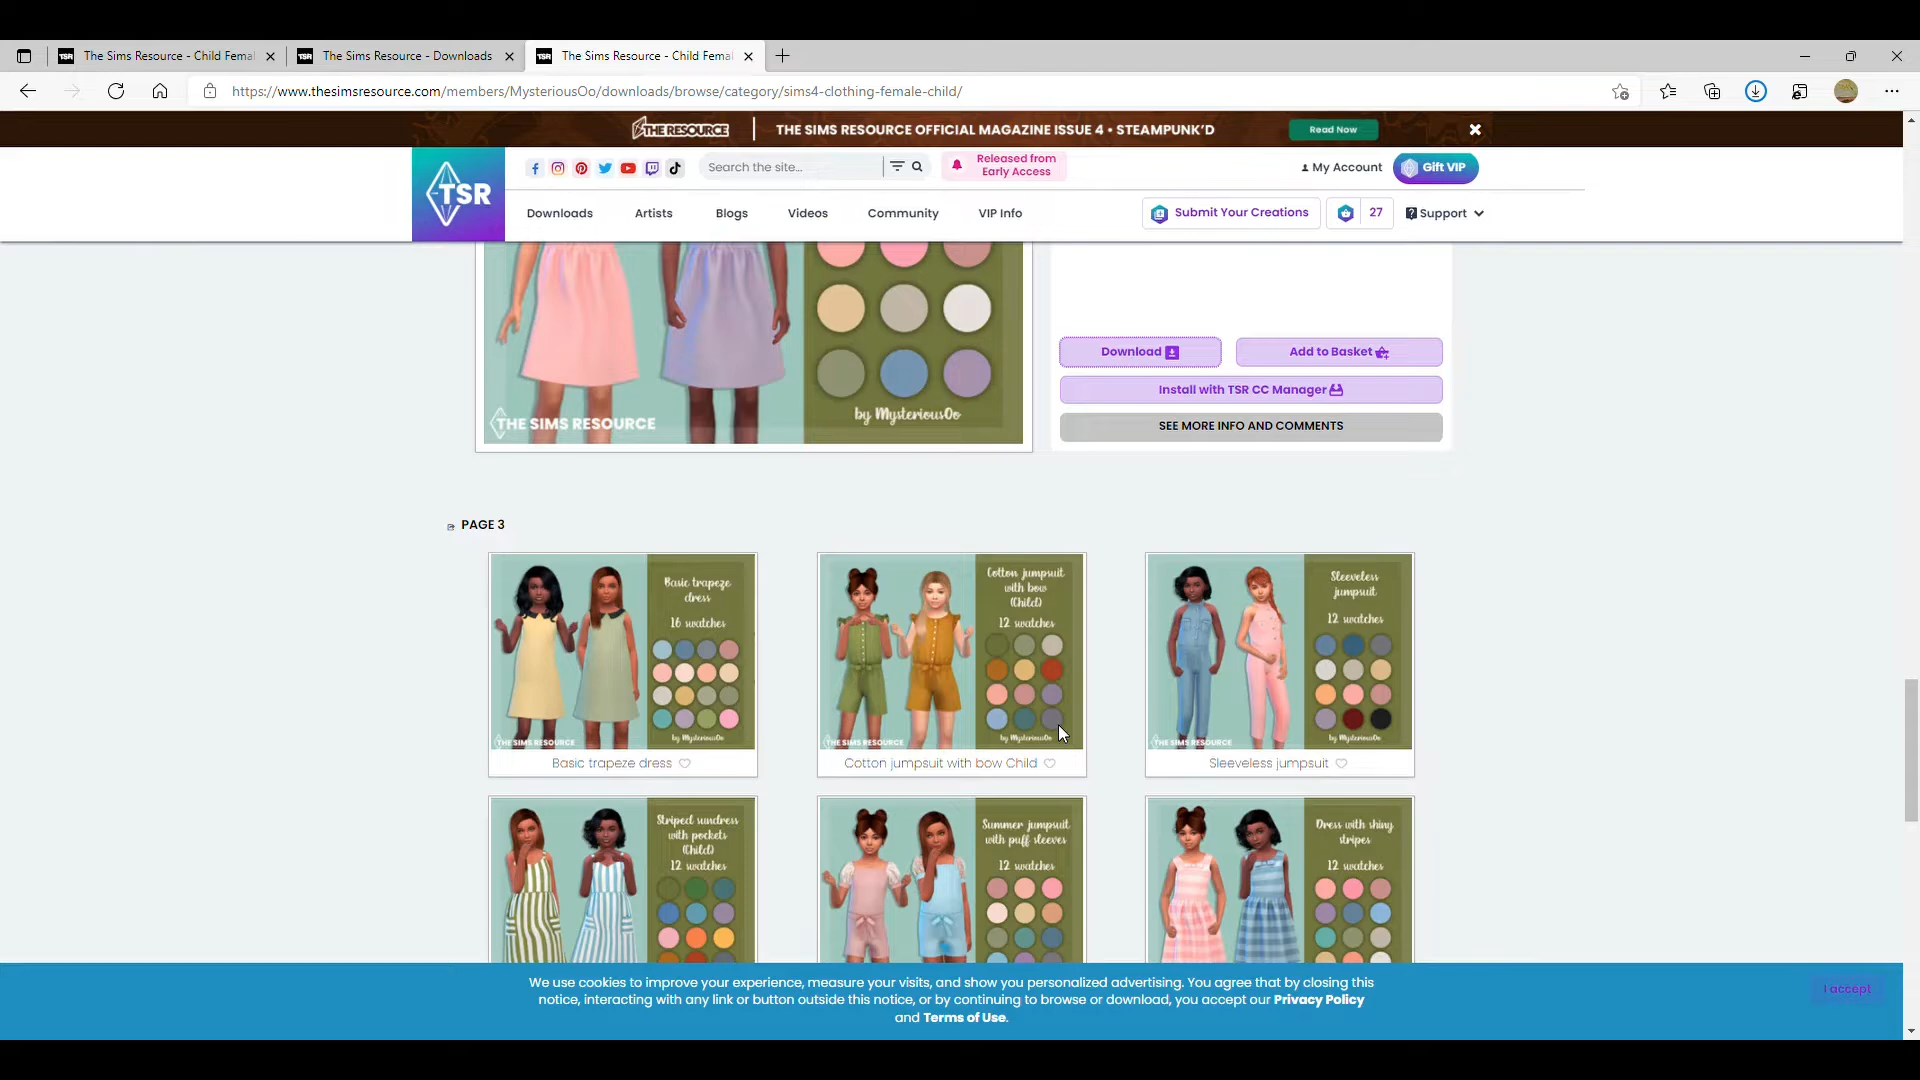 The Sims Resource - Child Femal
The Sims Resource - Downloads
The Sims Resource - Child Femal
https://www.thesimsresource.com/members/MysteriousOo/downloads/browse/category/sims4-clothing-female-child/
THE RESOURCE
THE SIMS RESOURCE OFFICIAL MAGAZINE ISSUE 4 • STEAMPUNK'D
Read Now
TSR
Search the site...
Released from
Early Access
My Account
Gift VIP
Downloads
Artists
Blogs
Videos
Community
VIP Info
Submit Your Creations
27
Support
THE SIMS RESOURCE
by MysteriousOo
Download
Add to Basket
Install with TSR CC Manager
SEE MORE INFO AND COMMENTS
PAGE 3
Basic trapeze
dress
16 swatches
by MysteriousOo
THE SIMS RESOURCE
Basic trapeze dress
Cotton jumpsuit
with bow
(Child)
12 swatches
by MysteriousOo
THE SIMS RESOURCE
Cotton jumpsuit with bow Child
Sleeveless
jumpsuit
12 swatches
by MysteriousOo
THE SIMS RESOURCE
Sleeveless jumpsuit
Striped sundress
with pockets
(Child)
12 swatches
Summer jumpsuit
with puff sleeves
12 swatches
Dress with shiny
stripes
12 swatches
We use cookies to improve your experience, measure your visits, and show you personalized advertising. You agree that by closing this
notice, interacting with any link or button outside this notice, or by continuing to browse or download, you accept our Privacy Policy
and Terms of Use.
I accept